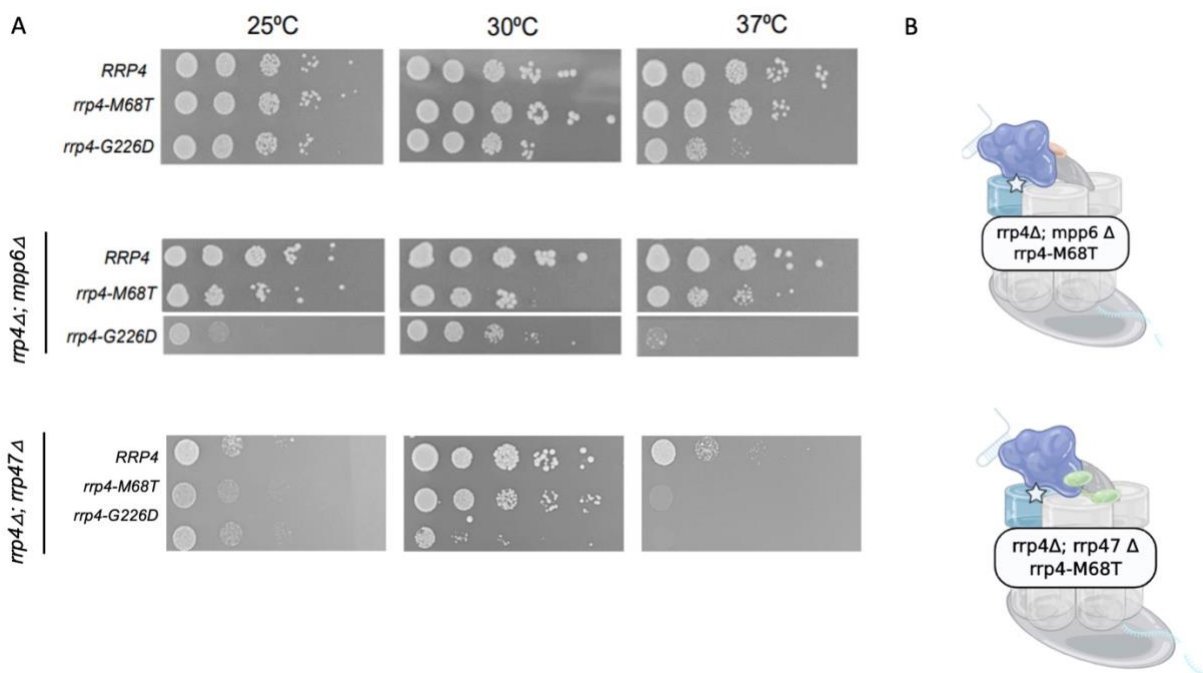 A
B
25ºC 30ºC 37ºC
RRP4
rrp4-M68T
rrp4-G226D
rrp4Δ; mpp6Δ
RRP4
rrp4-M68T
rrp4-G226D
rrp4Δ; rrp47Δ
RRP4
rrp4-M68T
rrp4-G226D
rrp4Δ; mpp6 Δ
rrp4-M68T
rrp4Δ; rrp47 Δ
rrp4-M68T